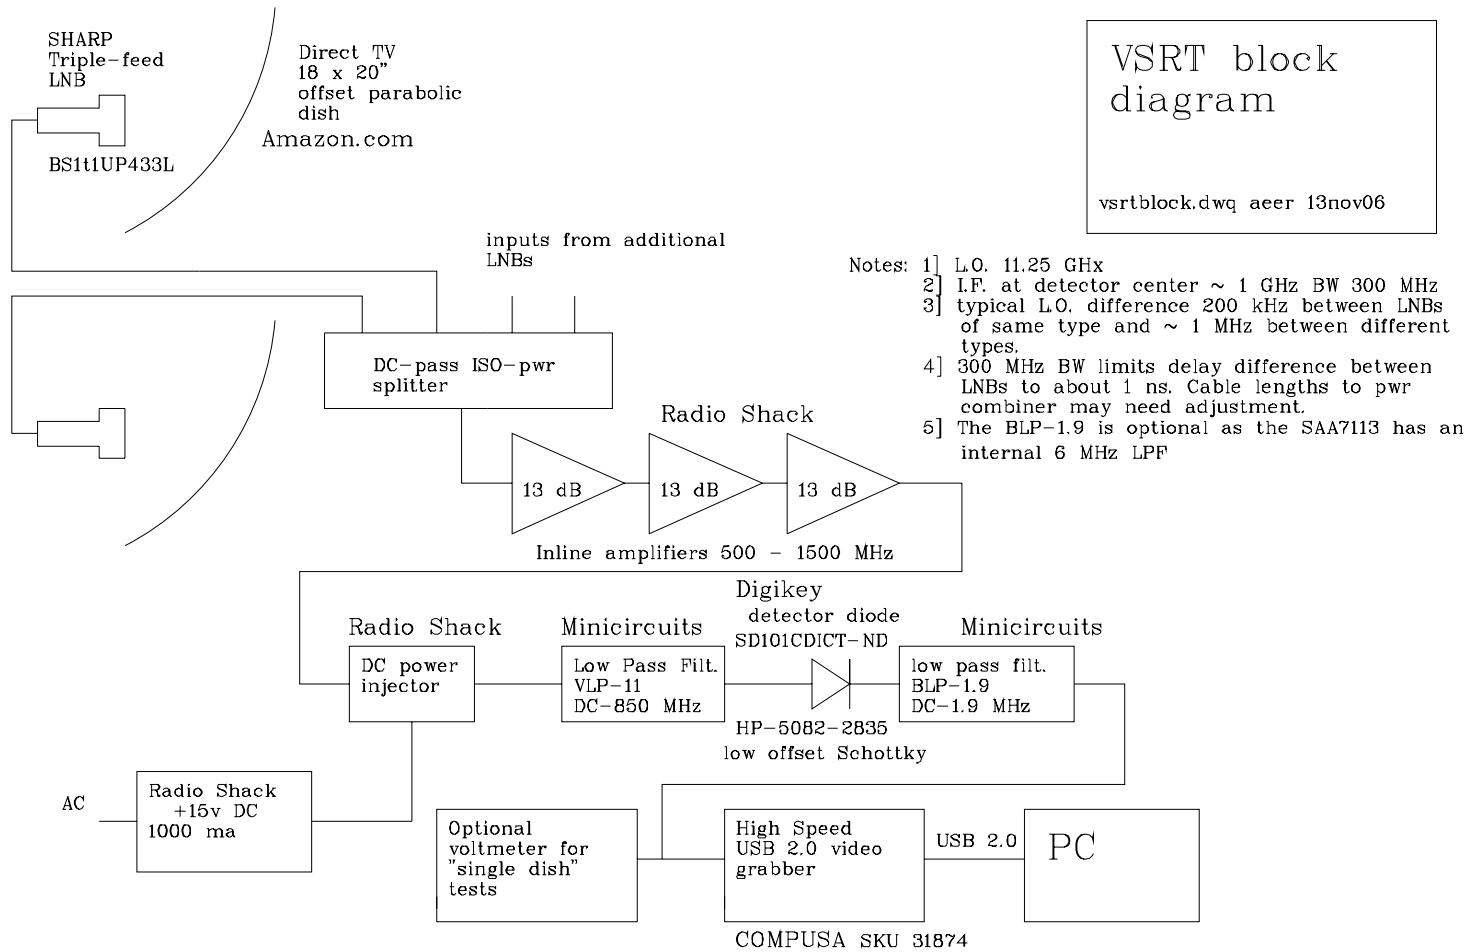 SHARP
Triple-feed
LNB
BS1t1UP433L
Direct TV
18 x 20"
offset parabolic
dish
Amazon.com
VSRT block
diagram
vsrtblock.dwq aeer 13nov06
inputs from additional
LNBs
Notes: 1] L.O. 11.25 GHx
2] I.F. at detector center ~ 1 GHz BW 300 MHz
3] typical L.O. difference 200 kHz between LNBs
of same type and ~ 1 MHz between different
types.
4] 300 MHz BW limits delay difference between
LNBs to about 1 ns. Cable lengths to pwr
combiner may need adjustment.
5] The BLP-1.9 is optional as the SAA7113 has an
internal 6 MHz LPF
DC-pass ISO-pwr
splitter
Radio Shack
13 dB
13 dB
13 dB
Inline amplifiers 500 - 1500 MHz
Radio Shack
DC power
injector
Minicircuits
Low Pass Filt.
VLP-11
DC-850 MHz
Digikey
detector diode
SD101CDICT-ND
HP-5082-2835
low offset Schottky
Minicircuits
low pass filt.
BLP-1.9
DC-1.9 MHz
AC
Radio Shack
+15v DC
1000 ma
Optional
voltmeter for
"single dish"
tests
High Speed
USB 2.0 video
grabber
COMPUSA SKU 31874
USB 2.0
PC